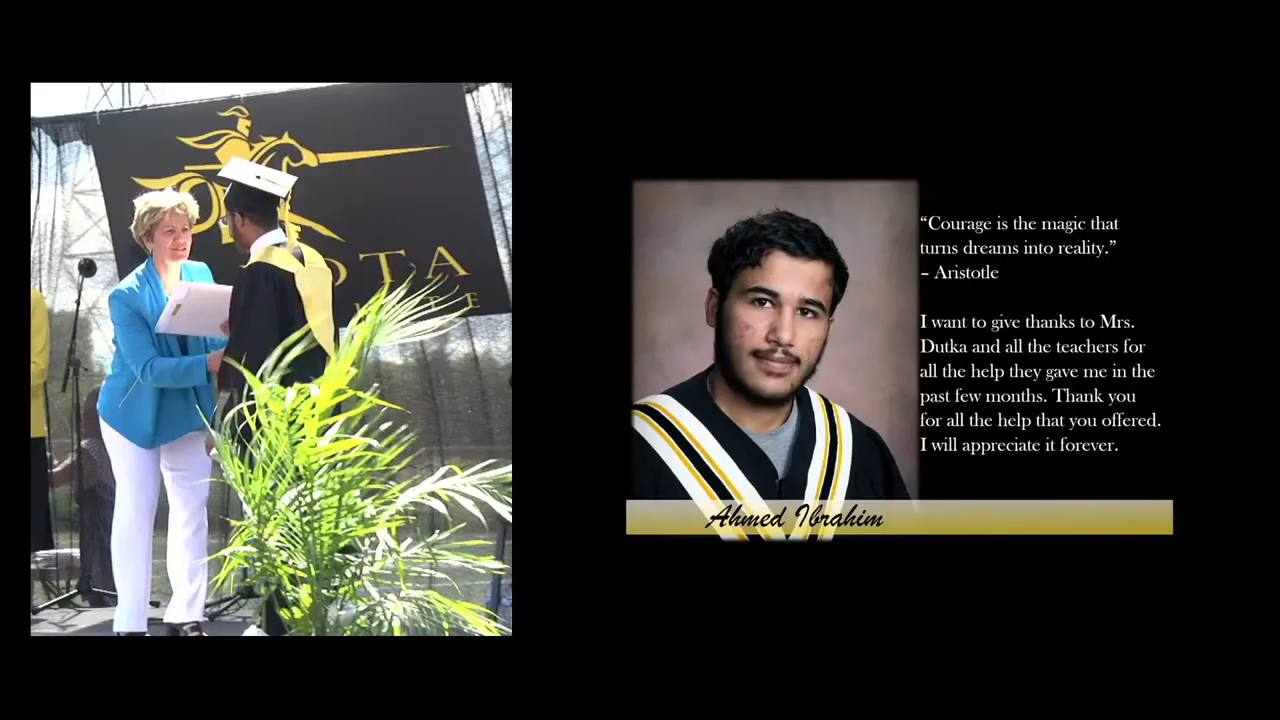 OTA
“Courage is the magic that
turns dreams into reality.”
– Aristotle
I want to give thanks to Mrs.
Dutka and all the teachers for
all the help they gave me in the
past few months. Thank you
for all the help that you offered.
I will appreciate it forever.
Ahmed Ibrahim